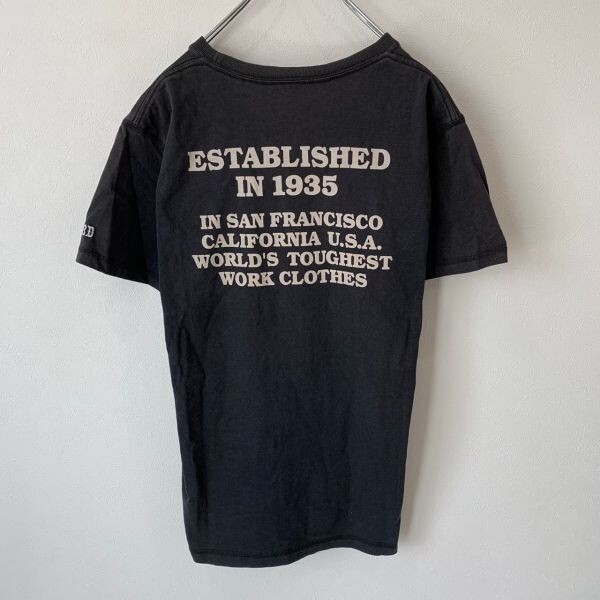 ESTABLISHED
IN 1935
IN SAN FRANCISCO
CALIFORNIA U.S.A.
WORLD'S TOUGHEST
WORK CLOTHES